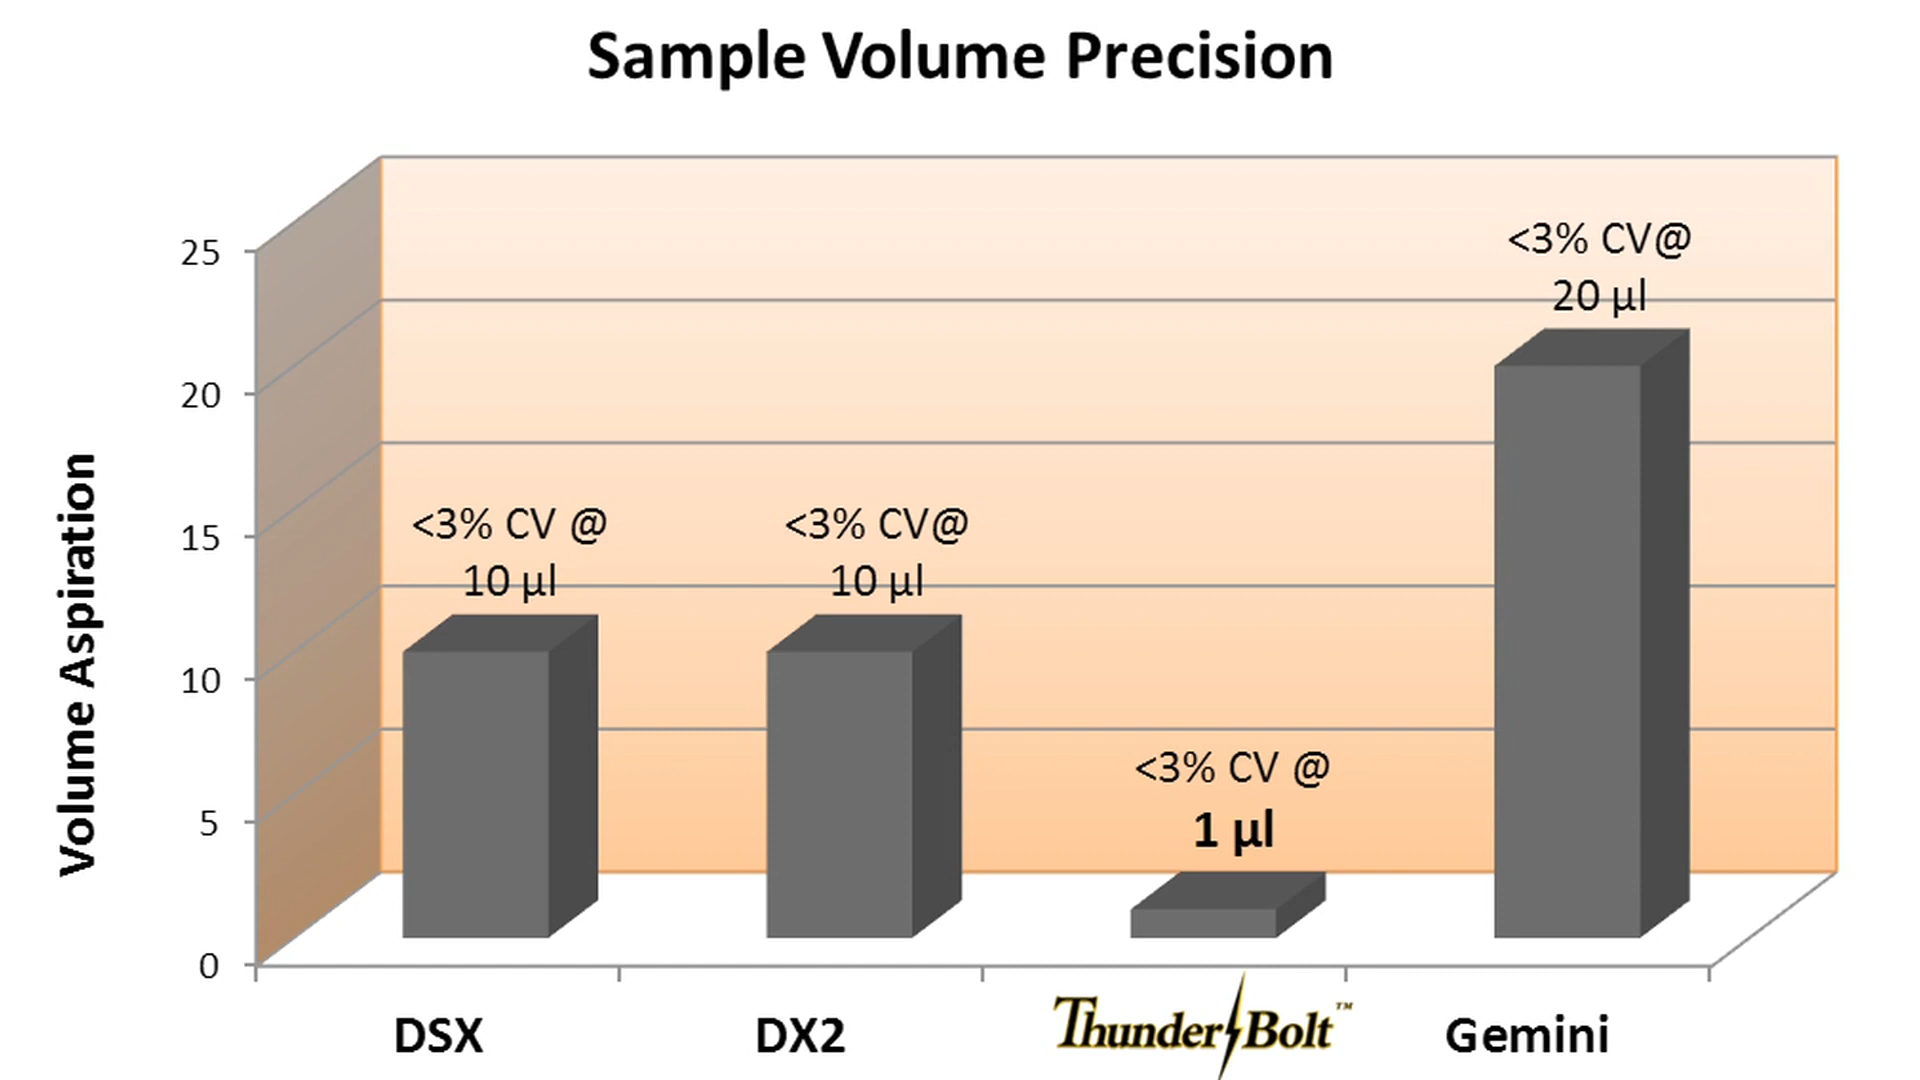 Sample Volume Precision
Volume Aspiration
25
20
15
10
5
0
<3% CV @
10 µl
<3% CV@
10 µl
<3% CV @
1 µl
<3% CV@
20 µl
DSX
DX2
ThunderBolt™
Gemini